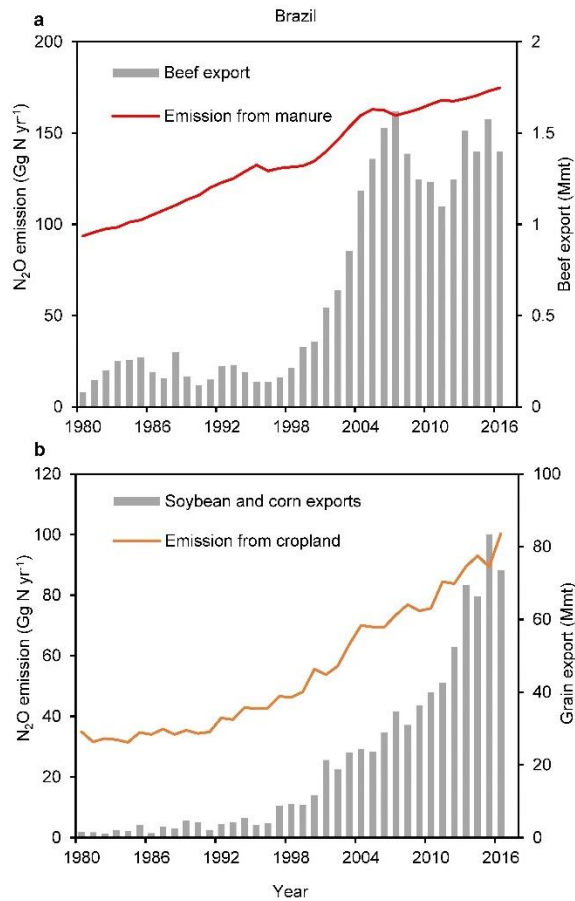 Brazil
a
Beef export
Emission from manure
N₂O emission (Gg N yr⁻¹)
200
150
100
50
0
Beef export (Mmt)
2
1.5
1
0.5
0
1980 1986 1992 1998 2004 2010 2016
b
Soybean and corn exports
Emission from cropland
N₂O emission (Gg N yr⁻¹)
120
100
80
60
40
20
0
Grain export (Mmt)
100
80
60
40
20
0
1980 1986 1992 1998 2004 2010 2016
Year